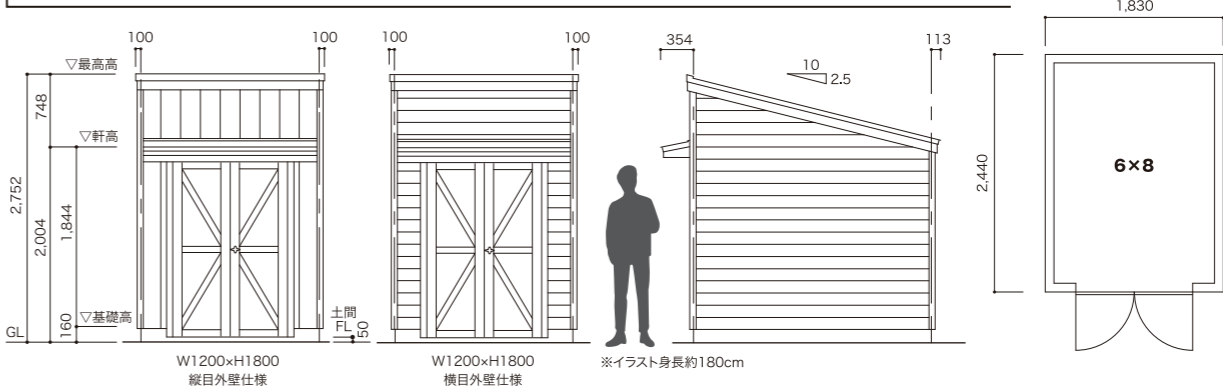 1,830
100
100
100
100
354
113
▽最高高
10
2.5
748
▽軒高
2,752
2,004
1,844
2,440
6×8
GL
160
▽基礎高
土間
FL
50
W1200×H1800
縦目外壁仕様
W1200×H1800
横目外壁仕様
※イラスト身長約180cm